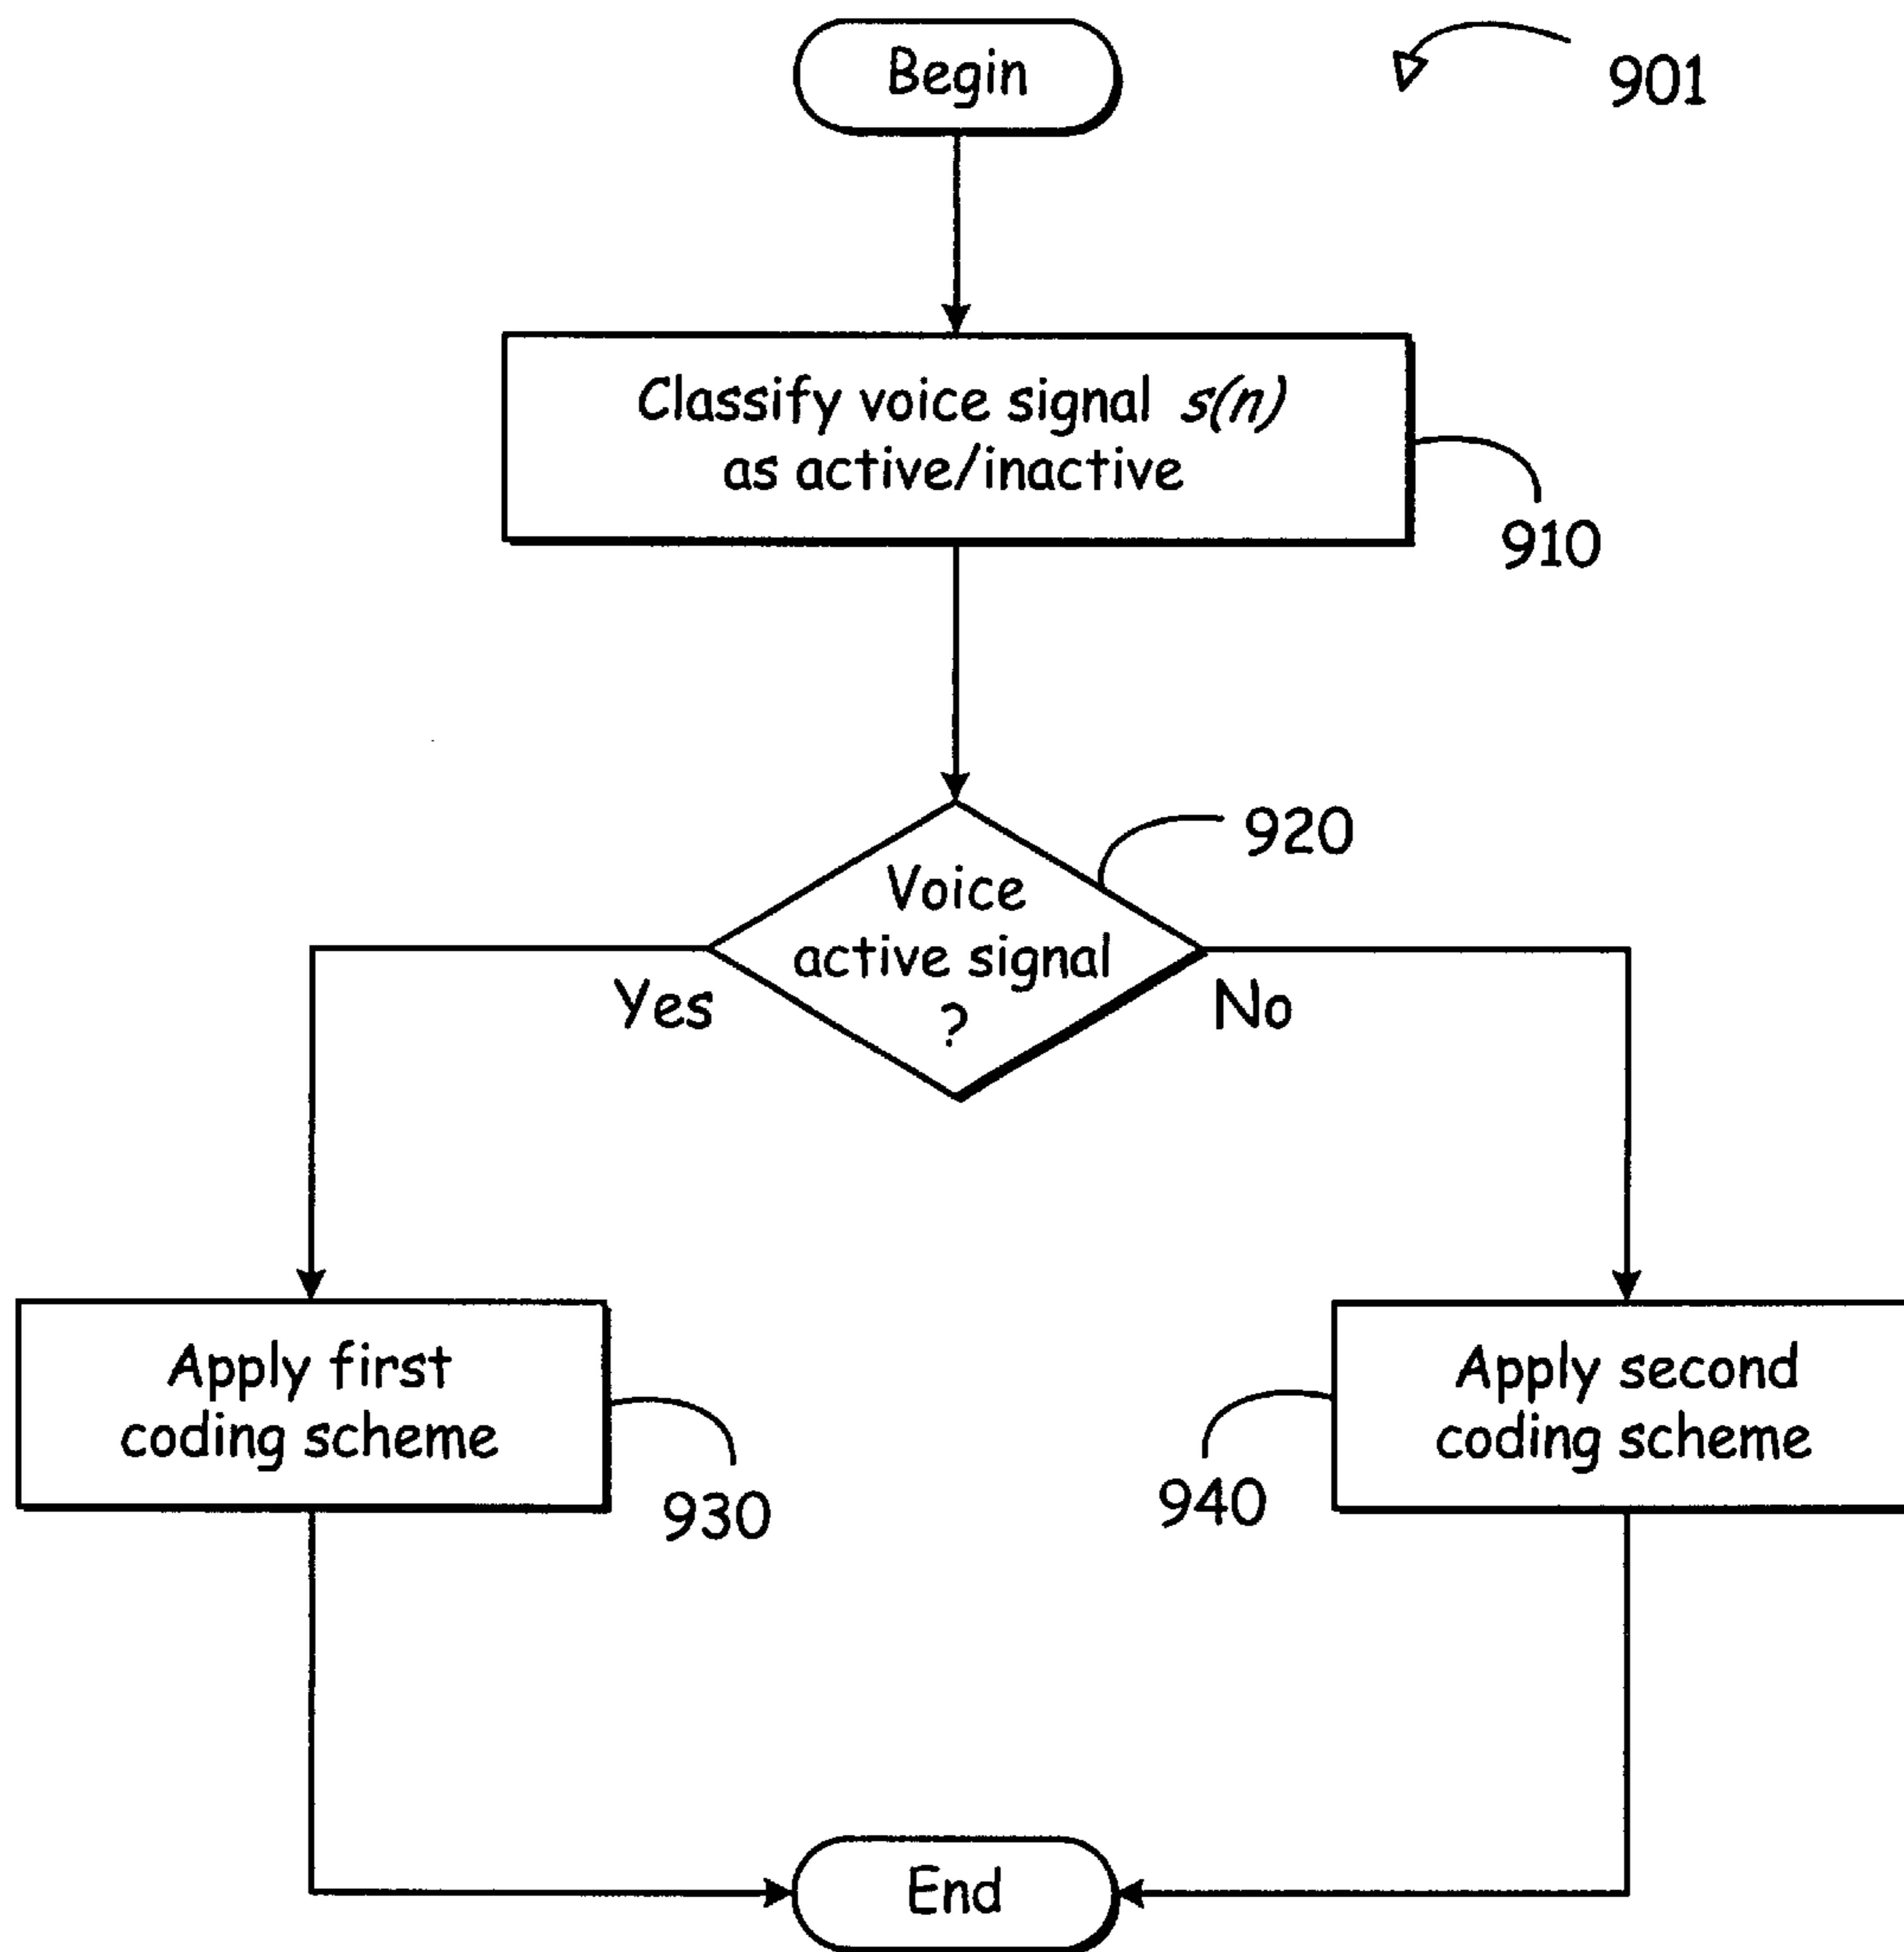 Begin
901
Classify voice signal s(n)
as active/inactive
910
920
Voice
active signal
?
Yes
No
Apply first
coding scheme
930
Apply second
coding scheme
940
End